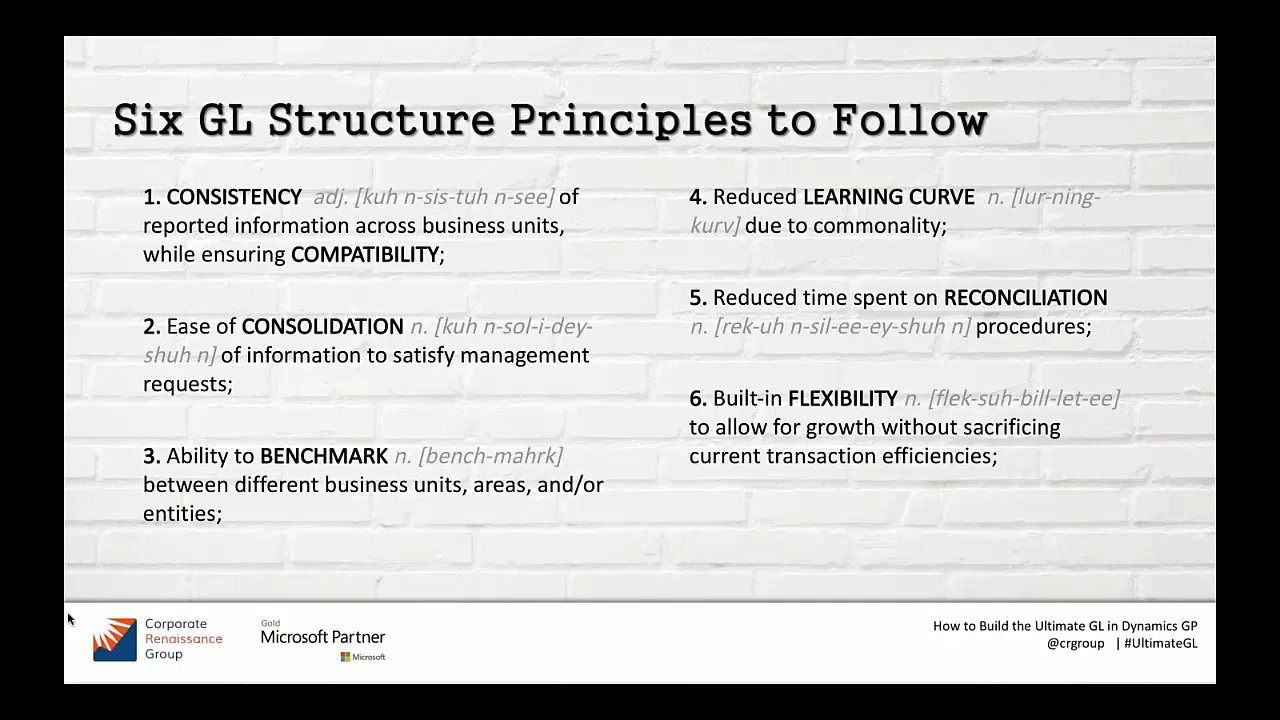 Six GL Structure Principles to Follow
1. CONSISTENCY adj. [kuh n-sis-tuh n-see] of
reported information across business units,
while ensuring COMPATIBILITY;
2. Ease of CONSOLIDATION n. [kuh n-sol-i-dey-
shuh n] of information to satisfy management
requests;
3. Ability to BENCHMARK n. [bench-mahrk]
between different business units, areas, and/or
entities;
4. Reduced LEARNING CURVE n. [lur-ning-
kurv] due to commonality;
5. Reduced time spent on RECONCILIATION
n. [rek-uh n-sil-ee-ey-shuh n] procedures;
6. Built-in FLEXIBILITY n. [flek-suh-bill-let-ee]
to allow for growth without sacrificing
current transaction efficiencies;
Corporate
Renaissance
Group
Gold
Microsoft Partner
Microsoft
How to Build the Ultimate GL in Dynamics GP
@crgroup | #UltimateGL